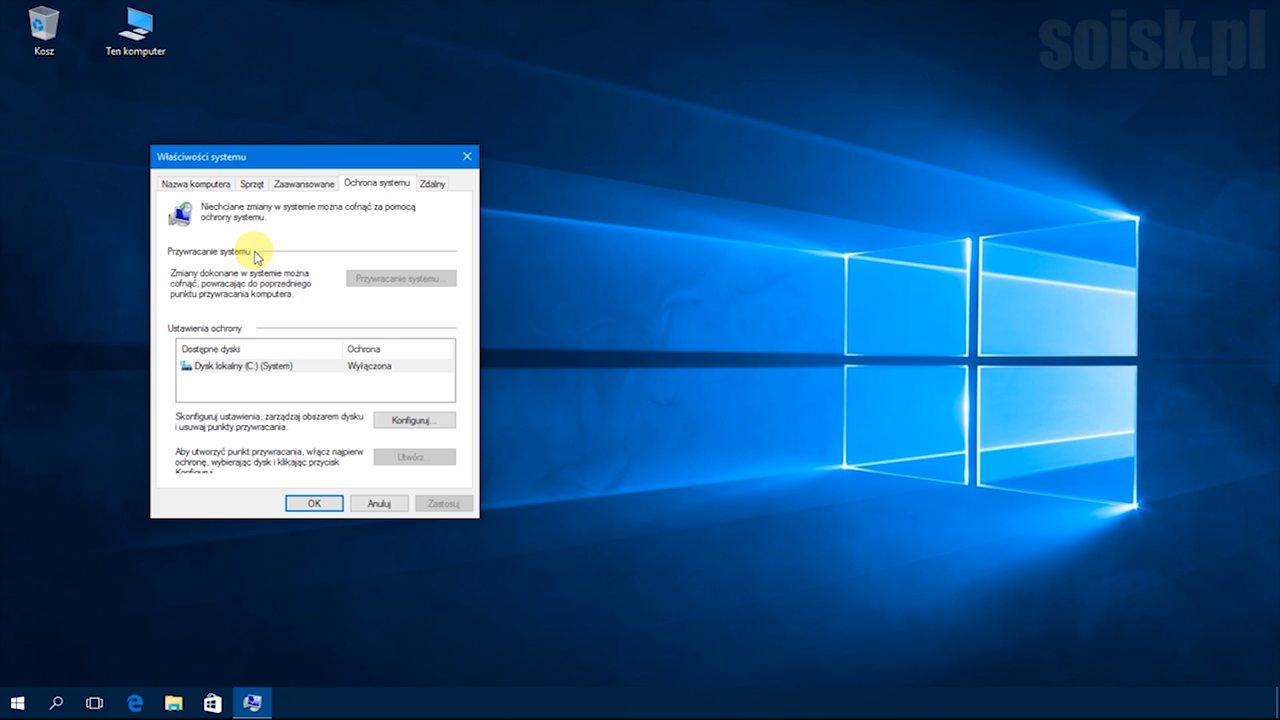 soisk.pl
Kosz
Ten komputer
Właściwości systemu
Nazwa komputera
Sprzęt
Zaawansowane
Ochrona systemu
Zdalny
Niechciane zmiany w systemie można cofnąć za pomocą
ochrony systemu.
Przywracanie systemu
Zmiany dokonane w systemie można
cofnąć, powracając do poprzedniego
punktu przywracania komputera.
Przywracanie systemu...
Ustawienia ochrony
Dostępne dyski
Ochrona
Dysk lokalny (C:) (System)
Wyłączona
Skonfiguruj ustawienia, zarządzaj obszarem dysku
i usuwaj punkty przywracania.
Konfiguruj...
Aby utworzyć punkt przywracania, włącz najpierw
ochronę, wybierając dysk i klikając przycisk
Konfiguruj.
Utwórz...
OK
Anuluj
Zastosuj